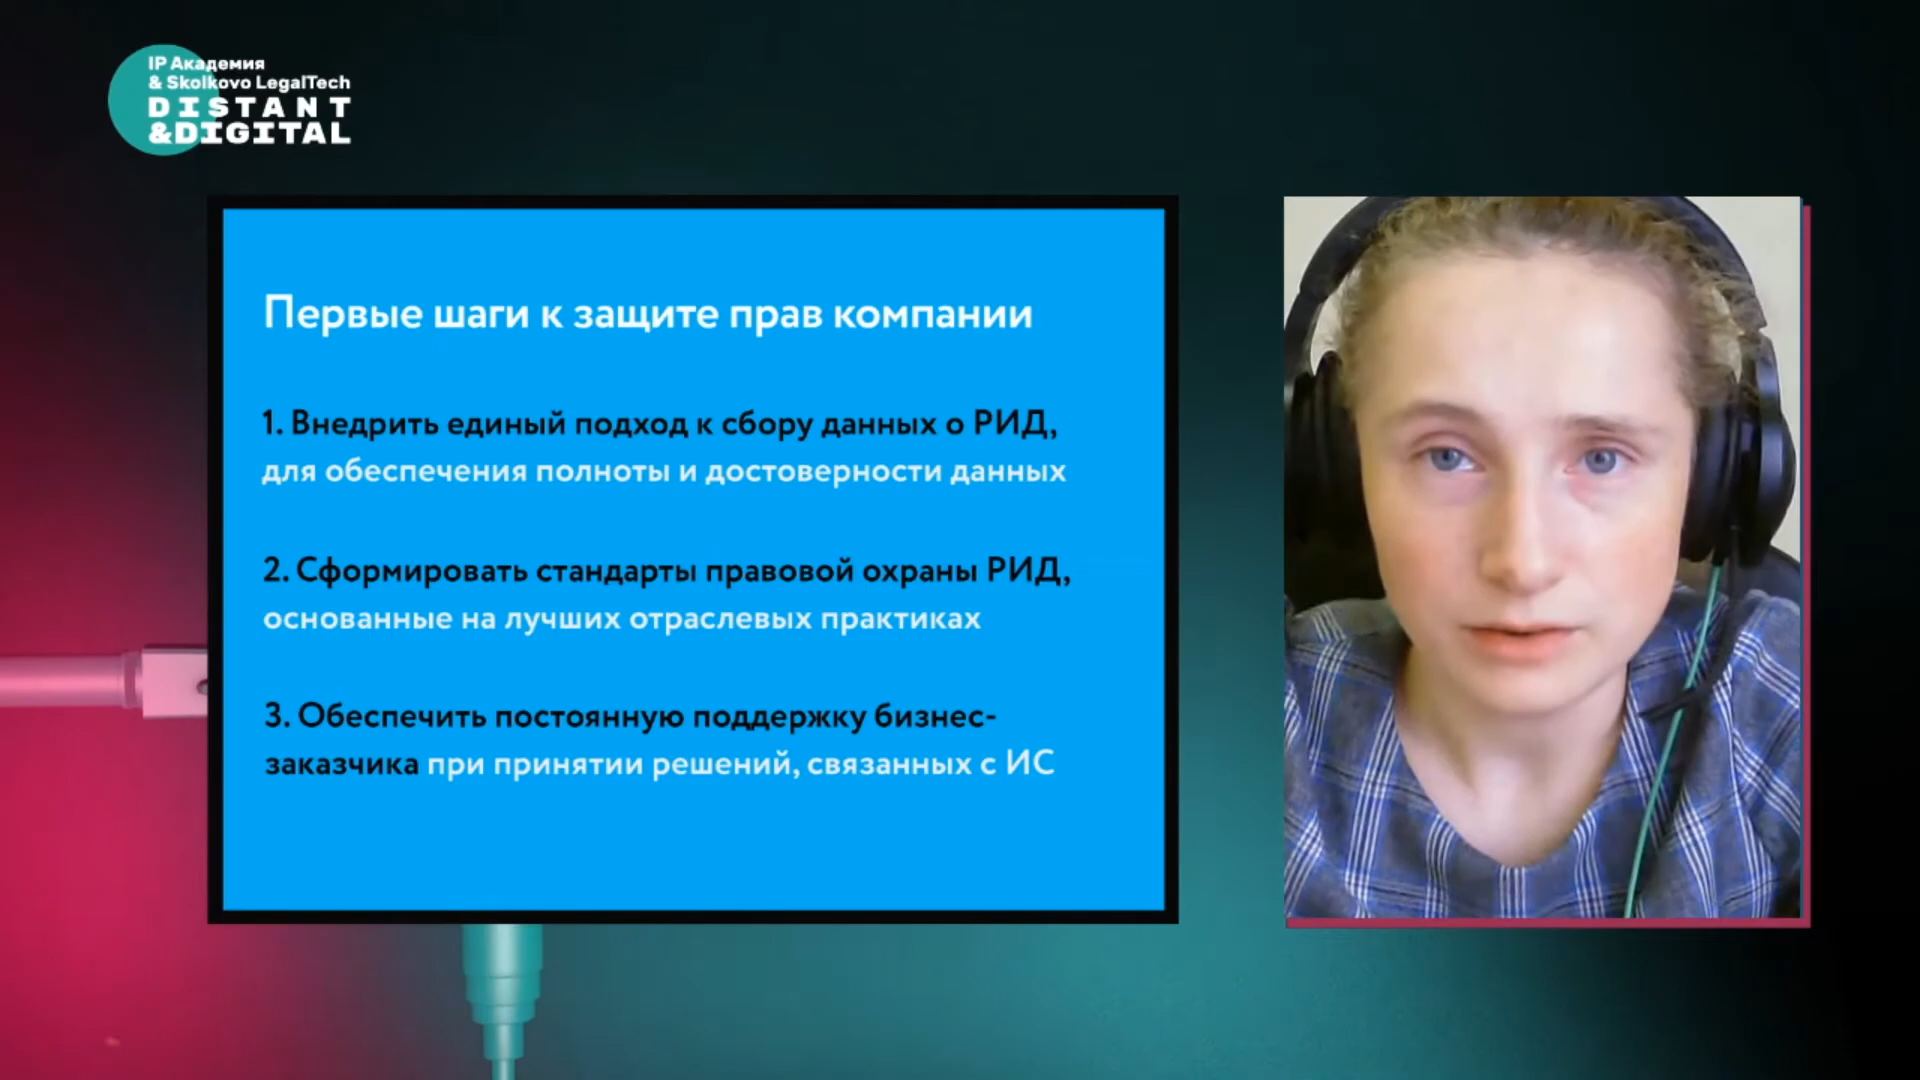 IP Академия
& Skolkovo LegalTech
DISTANT
&DIGITAL
Первые шаги к защите прав компании
1. Внедрить единый подход к сбору данных о РИД,
для обеспечения полноты и достоверности данных
2. Сформировать стандарты правовой охраны РИД,
основанные на лучших отраслевых практиках
3. Обеспечить постоянную поддержку бизнес-
заказчика при принятии решений, связанных с ИС